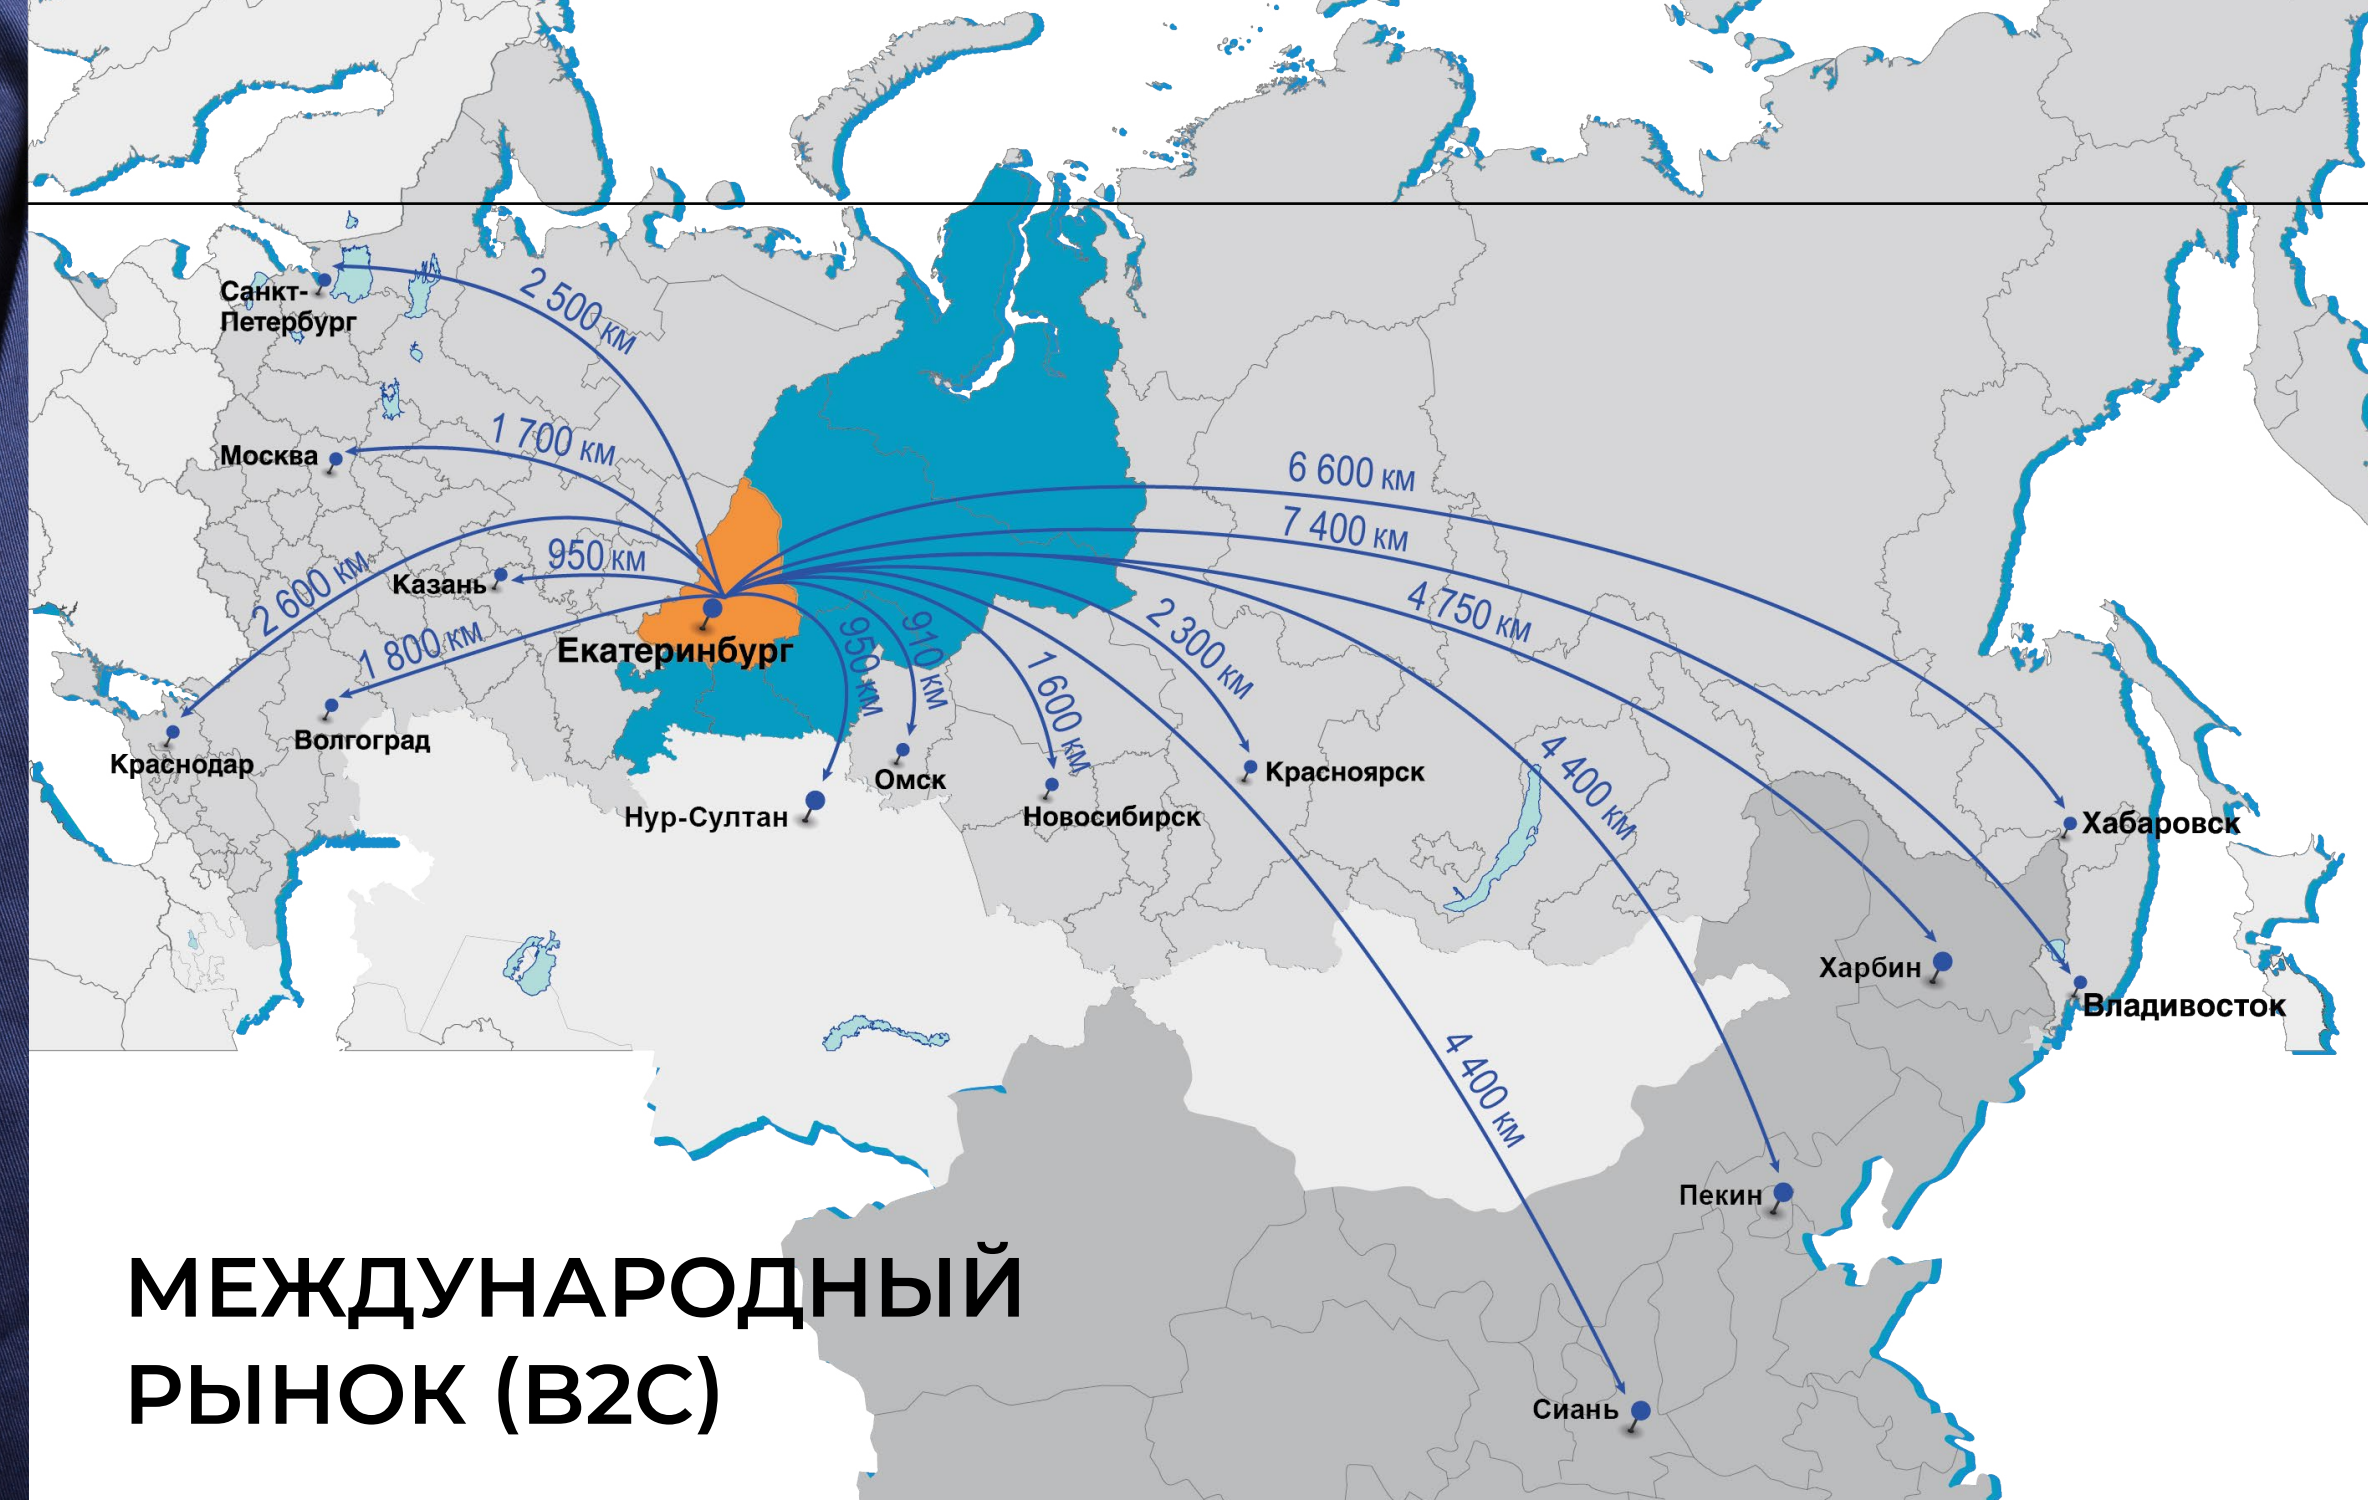 2 500 км
Санкт-
Петербург
1 700 км
Москва
6 600 км
7 400 км
950 км
Казань
2 600 км
4 750 км
1 800 км
Екатеринбург
950 км
910 км
1 600 км
2 300 км
Волгоград
Краснодар
Омск
Красноярск
4 400 км
Нур-Султан
Новосибирск
Хабаровск
Харбин
Владивосток
4 400 км
Пекин
МЕЖДУНАРОДНЫЙ
РЫНОК (B2C)
Сиань